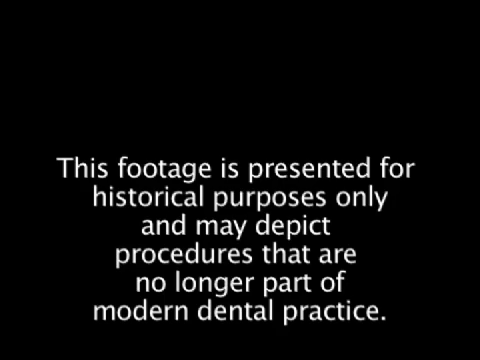 This footage is presented for
historical purposes only
and may depict
procedures that are
no longer part of
modern dental practice.